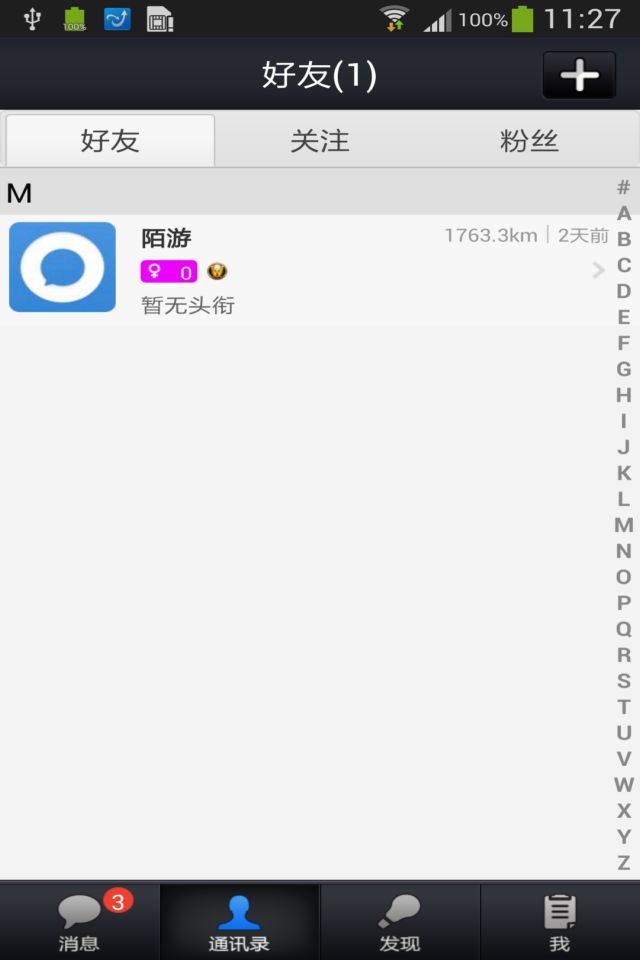 100%
100%
11:27
好友(1)
好友
关注
粉丝
M
陌游
1763.3km | 2天前
0
暂无头衔
#
A
B
C
D
E
F
G
H
I
J
K
L
M
N
O
P
Q
R
S
T
U
V
W
X
Y
Z
3
消息
通讯录
发现
我